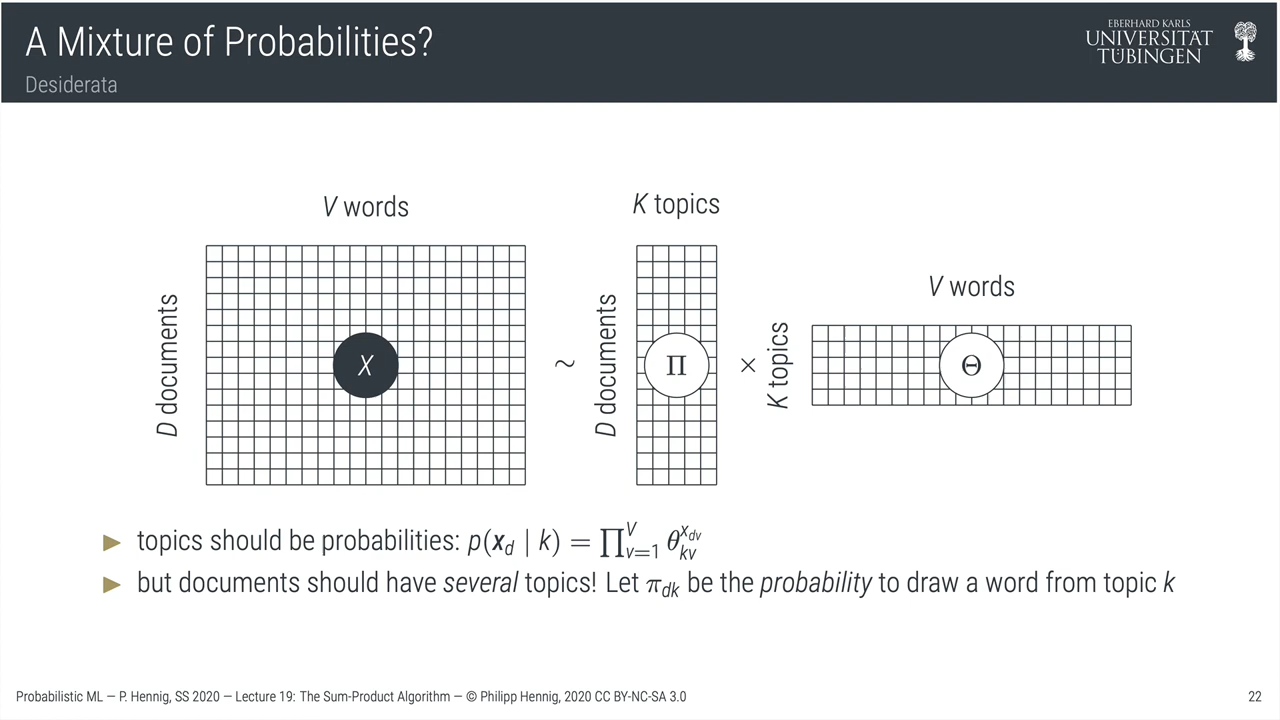 A Mixture of Probabilities?
Desiderata
EBERHARD KARLS
UNIVERSITÄT
TÜBINGEN
V words
D documents
X
∼
K topics
D documents
Π
×
V words
K topics
Θ
▶ topics should be probabilities: p(x_d | k) = ∏_{v=1}^{V} θ_{kv}^{x_{dv}}
▶ but documents should have several topics! Let π_{dk} be the probability to draw a word from topic k
Probabilistic ML — P. Hennig, SS 2020 — Lecture 19: The Sum-Product Algorithm — © Philipp Hennig, 2020 CC BY-NC-SA 3.0
22